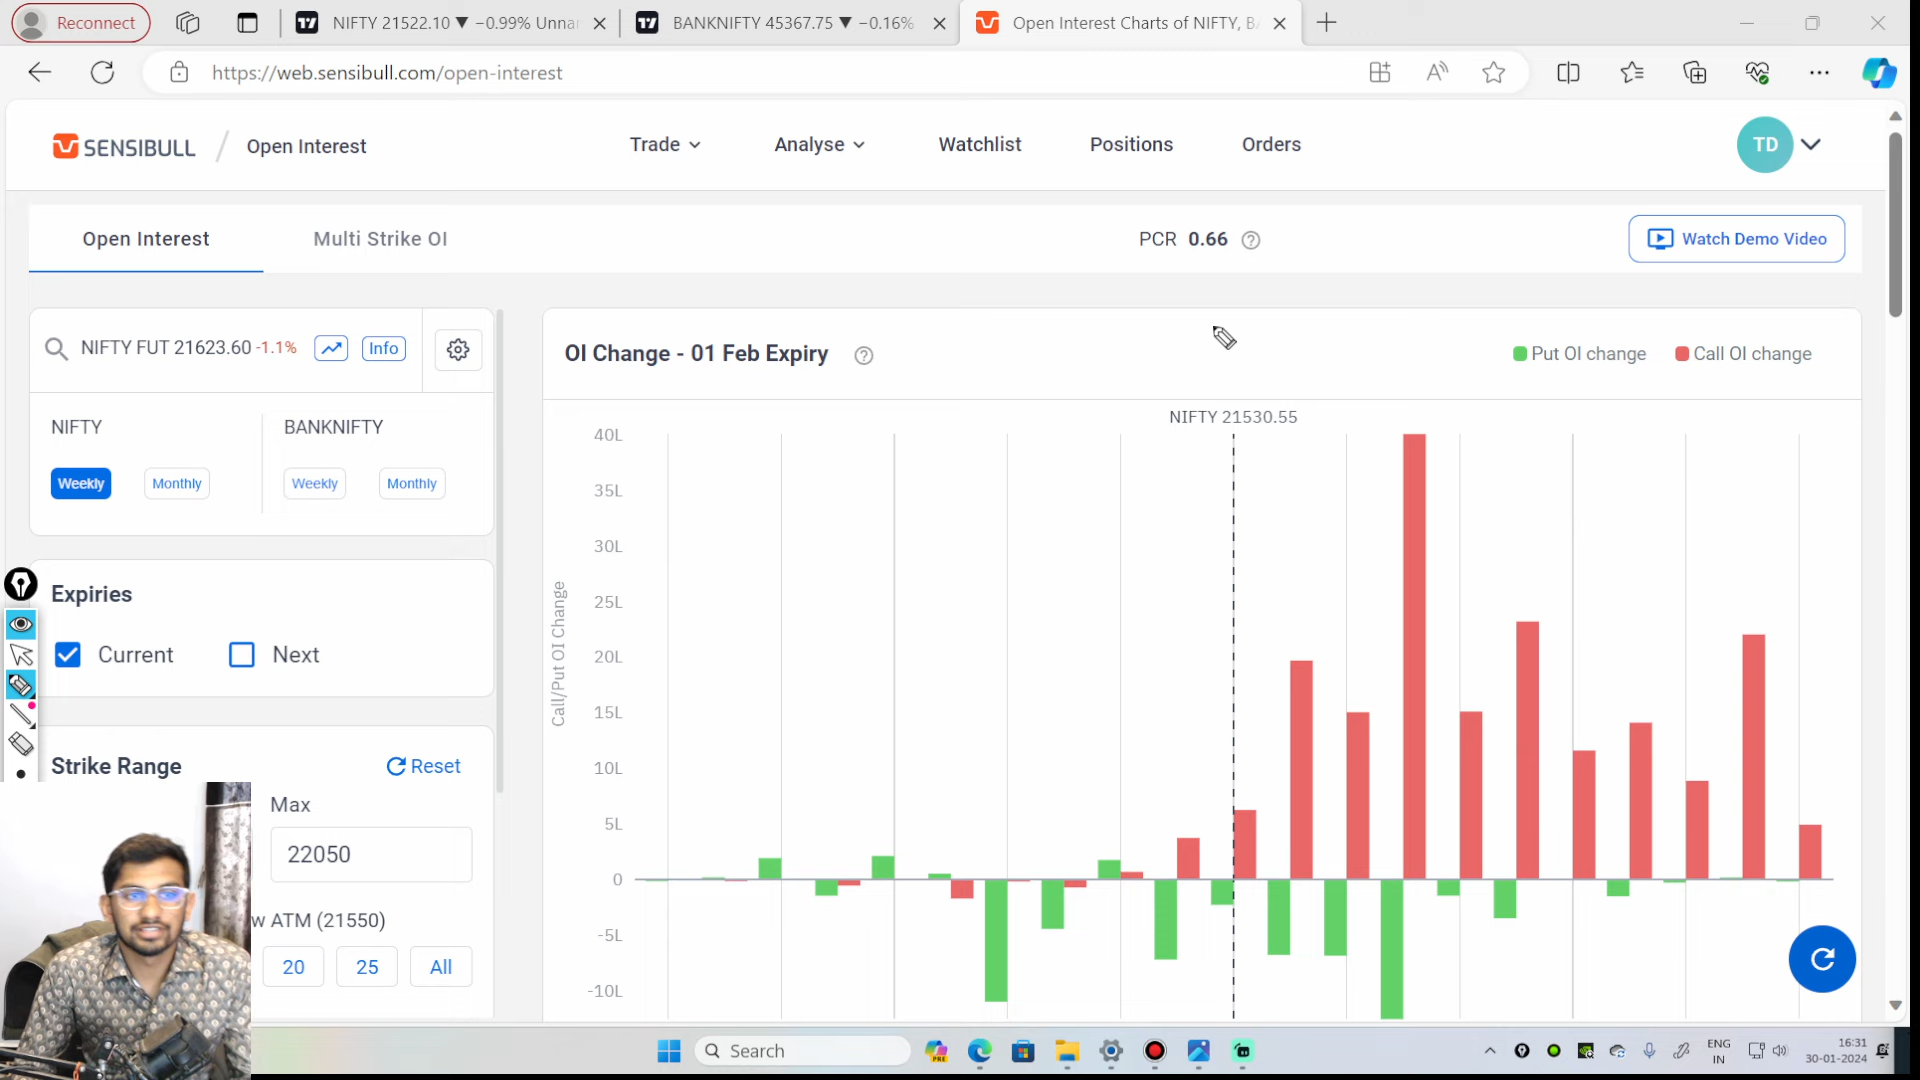 Reconnect
NIFTY 21522.10 ▼ −0.99% Unna
BANKNIFTY 45367.75 ▼ −0.16%
Open Interest Charts of NIFTY, BA
https://web.sensibull.com/open-interest
SENSIBULL / Open Interest
Trade
Analyse
Watchlist
Positions
Orders
TD
Open Interest
Multi Strike OI
PCR 0.66
Watch Demo Video
NIFTY FUT 21623.60 -1.1%
Info
NIFTY
BANKNIFTY
Weekly
Monthly
Weekly
Monthly
Expiries
Current
Next
Strike Range
Reset
Max
22050
w ATM (21550)
20
25
All
OI Change - 01 Feb Expiry
Put OI change
Call OI change
NIFTY 21530.55
Call/Put OI Change
40L
35L
30L
25L
20L
15L
10L
5L
0
-5L
-10L
Search
PRE
ENG
IN
16:31
30-01-2024